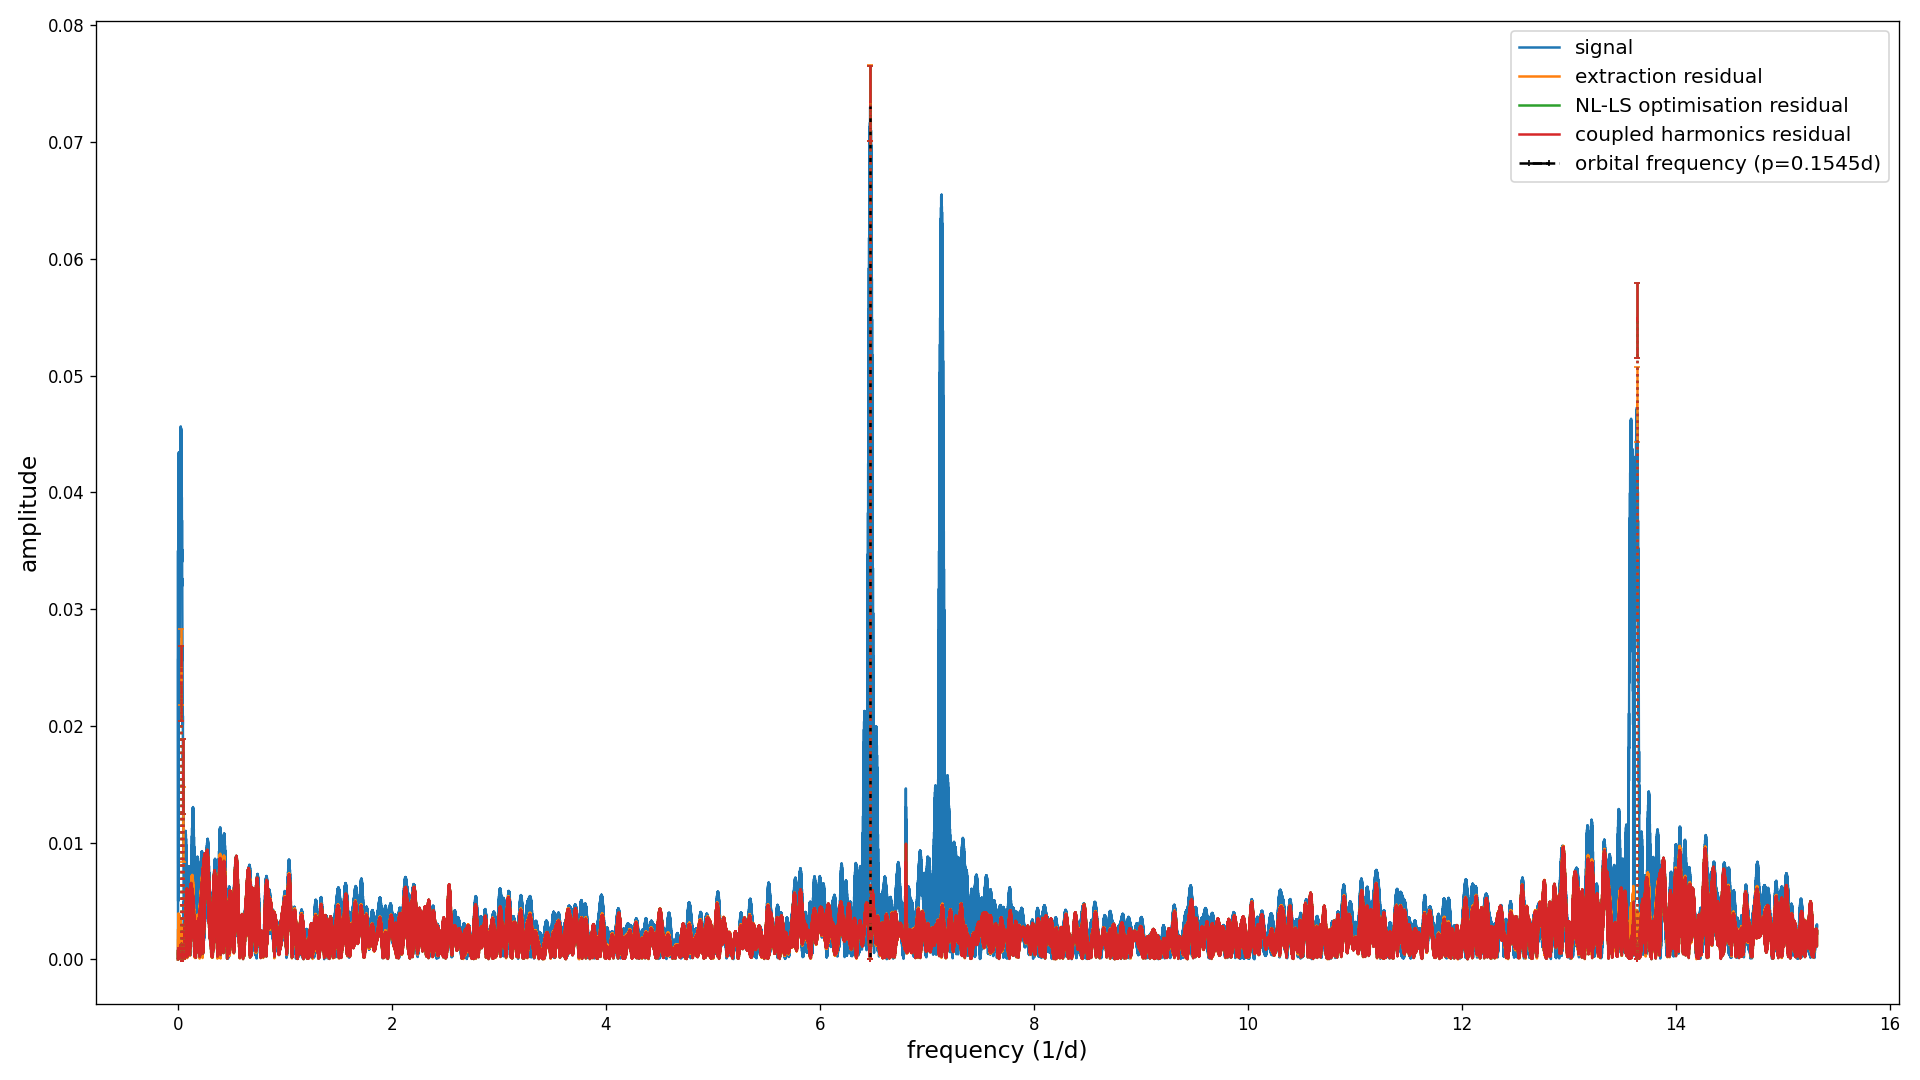 0.08
0.07
0.06
0.05
0.04
0.03
0.02
0.01
0.00
amplitude
0
2
4
6
8
10
12
14
16
frequency (1/d)
signal
extraction residual
NL-LS optimisation residual
coupled harmonics residual
orbital frequency (p=0.1545d)